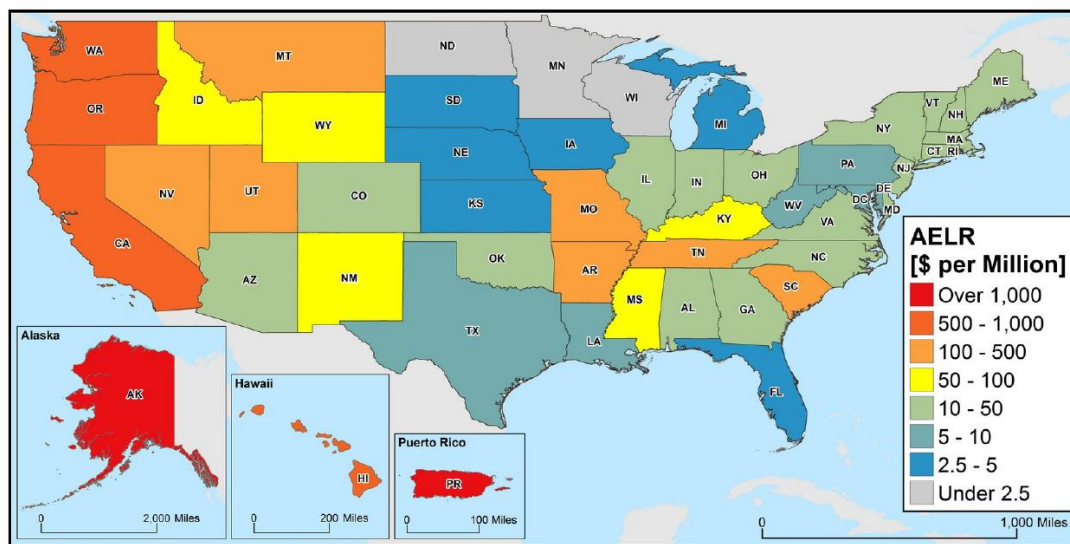 WA
MT
ND
MN
ME
OR
ID
SD
WI
MI
VT
NH
NY
WY
MA
CT RI
IA
NE
PA
NJ
NV
UT
CO
IL
IN
OH
DE
DC
MD
WV
VA
KS
MO
KY
CA
TN
NC
AZ
NM
OK
AR
SC
MS
AL
GA
TX
LA
FL
Alaska
AK
0 2,000 Miles
Hawaii
HI
0 200 Miles
Puerto Rico
PR
0 100 Miles
AELR
[$ per Million]
Over 1,000
500 - 1,000
100 - 500
50 - 100
10 - 50
5 - 10
2.5 - 5
Under 2.5
0 1,000 Miles